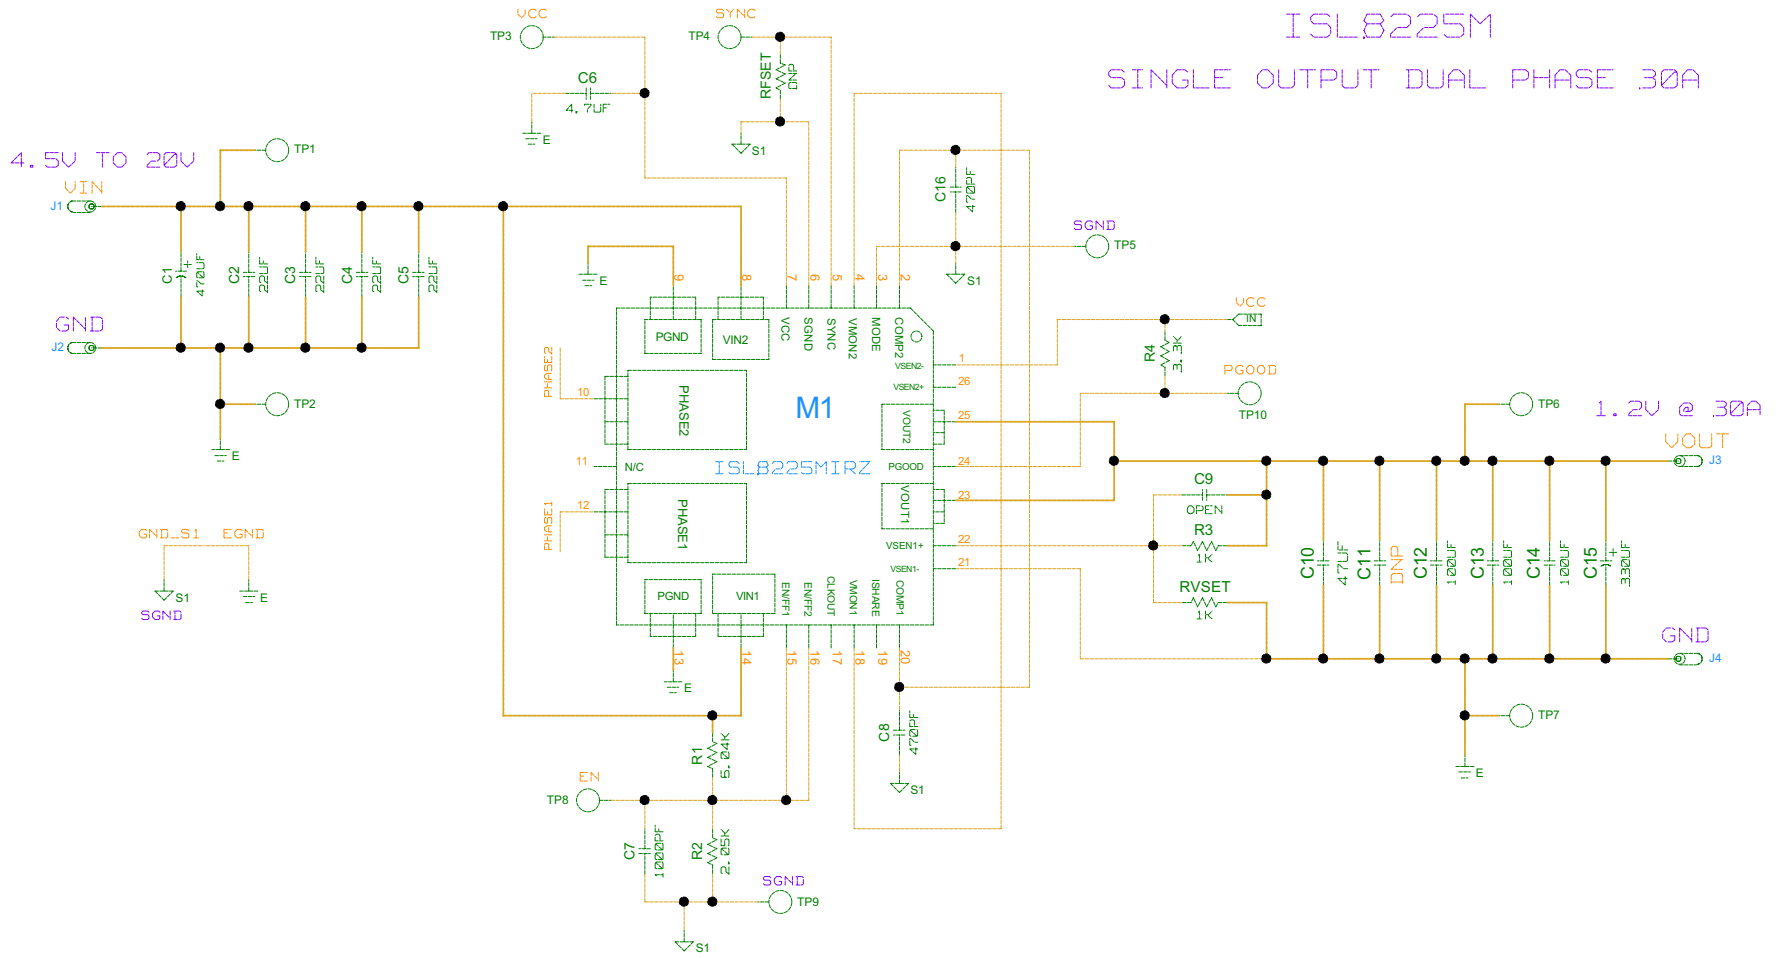 ISL8225M
SINGLE OUTPUT DUAL PHASE 30A
VCC
TP3
SYNC
TP4
RFSET
DNP
C6
4.7UF
E
S1
4.5V TO 20V
VIN
J1
TP1
C1
+
470UF
C2
22UF
C3
22UF
C4
22UF
C5
22UF
GND
J2
TP2
E
E
C16
470PF
SGND
TP5
S1
9
8
7
6
5
4
3
2
PGND
VIN2
VCC
SGND
SYNC
VMON2
MODE
COMP2
VSEN2-
1
VSEN2+
26
VOUT2
25
PGOOD
24
VOUT1
23
VSEN1+
22
VSEN1-
21
PHASE2
10
PHASE2
11
N/C
PHASE1
12
PHASE1
M1
ISL8225MIRZ
PGND
VIN1
EN/FF1
EN/FF2
CLKOUT
VMON1
ISHARE
COMP1
13
14
15
16
17
18
19
20
E
VCC
IN
R4
3.3K
PGOOD
TP10
TP6
1.2V @ 30A
VOUT
J3
C9
OPEN
R3
1K
RVSET
1K
C10
47UF
C11
DNP
C12
100UF
C13
100UF
C14
100UF
C15
+
330UF
GND
J4
TP7
E
GND_S1 EGND
S1
E
SGND
R1
5.04K
EN
TP8
C7
1000PF
R2
2.05K
SGND
TP9
S1
C8
470PF
S1